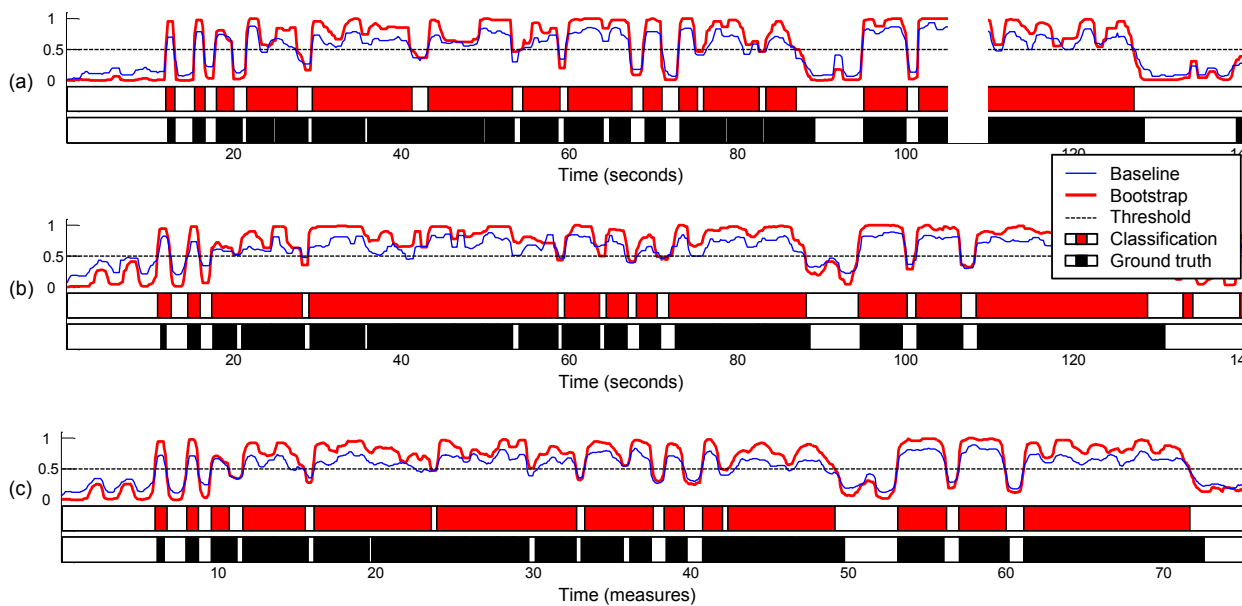 1
0.5
0
(a)
20 40 60 80 100 120 14
Time (seconds)
Baseline
Bootstrap
Threshold
Classification
Ground truth
1
0.5
0
(b)
20 40 60 80 100 120 14
Time (seconds)
1
0.5
0
(c)
10 20 30 40 50 60 70
Time (measures)